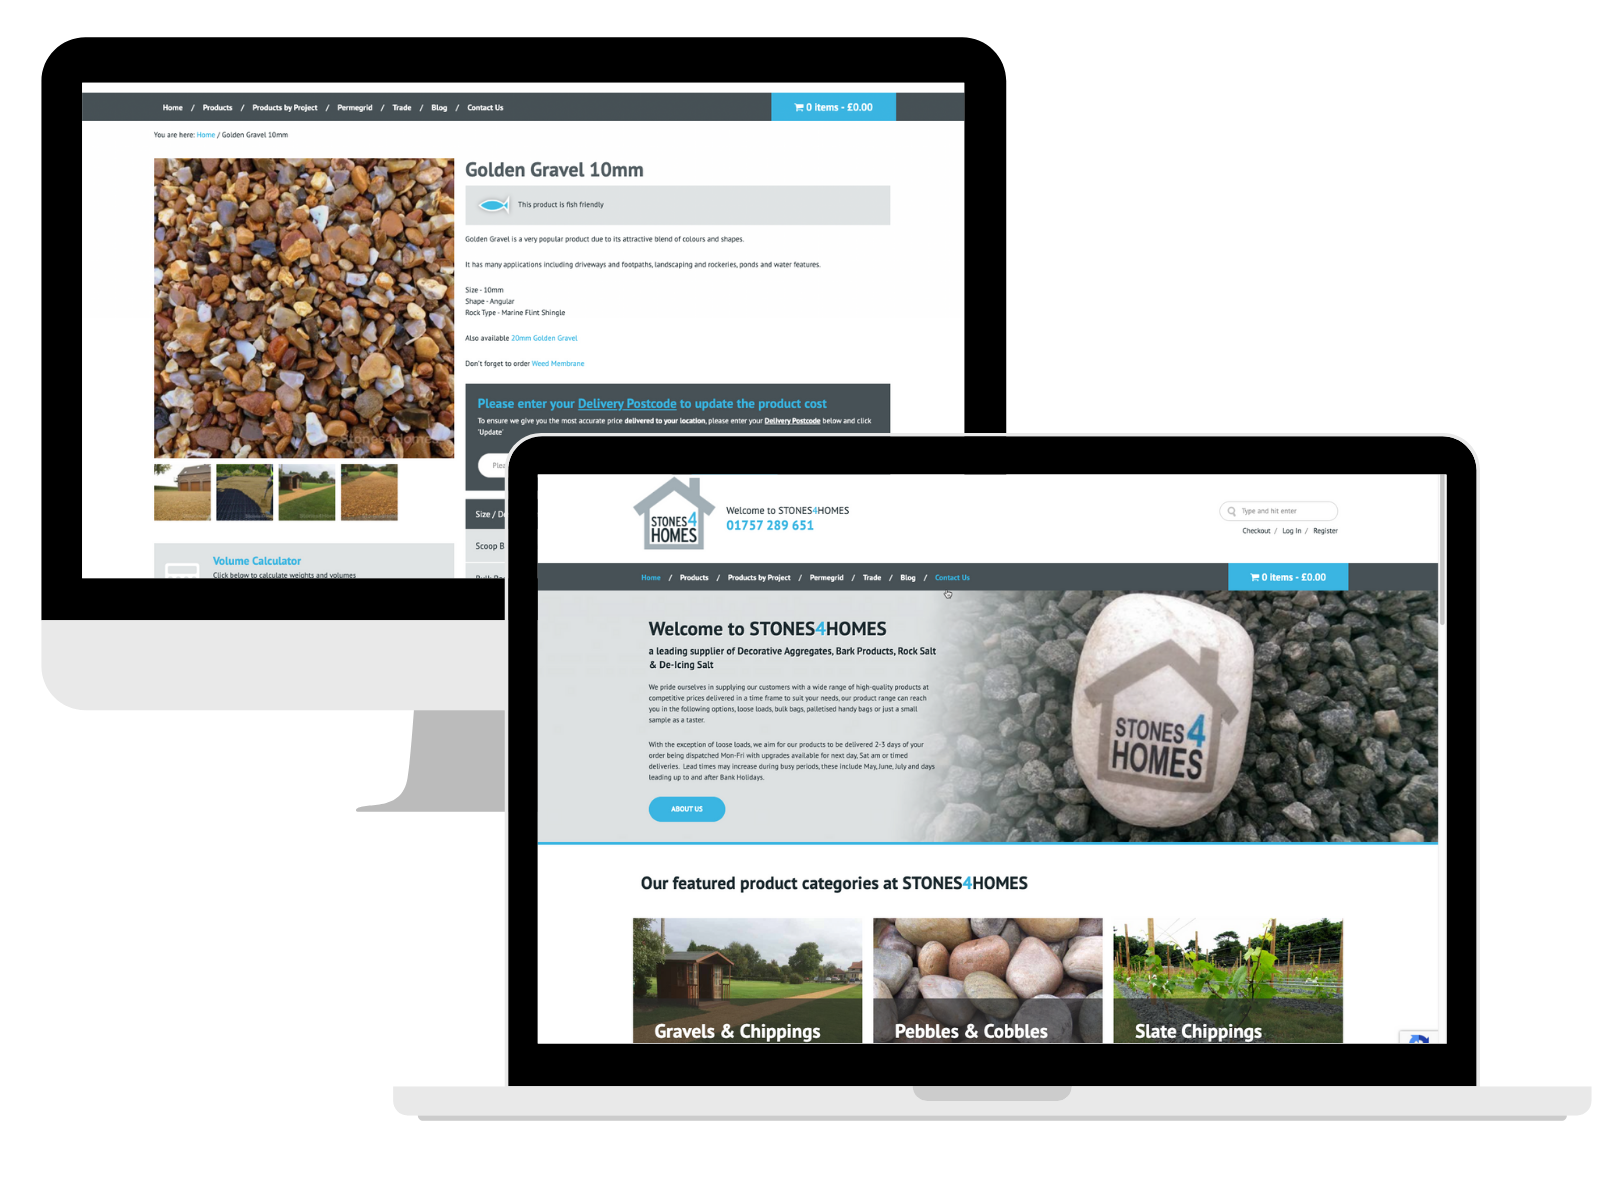 Home / Products / Products by Project / Permegrid / Trade / Blog / Contact Us
0 items - £0.00
You are here: Home / Golden Gravel 10mm
Golden Gravel 10mm
This product is fish friendly
Golden Gravel is a very popular product due to its attractive blend of colours and shapes.
It has many applications including driveways and footpaths, landscaping and rockeries, ponds and water features.
Size - 10mm
Shape - Angular
Rock Type - Marine Flint Shingle
Also available 20mm Golden Gravel
Don't forget to order Weed Membrane
Please enter your Delivery Postcode to update the product cost
To ensure we give you the most accurate price delivered to your location, please enter your Delivery Postcode below and click
'Update'
Stones4Homes
Size /
Scoop B
Volume Calculator
Click below to calculate weights and volumes
STONES4
HOMES
Welcome to STONES4HOMES
01757 289 651
Type and hit enter
Checkout / Log In / Register
Home / Products / Products by Project / Permegrid / Trade / Blog / Contact Us
0 items - £0.00
Welcome to STONES4HOMES
a leading supplier of Decorative Aggregates, Bark Products, Rock Salt
& De-Icing Salt
We pride ourselves in supplying our customers with a wide range of high-quality products at
competitive prices delivered in a time frame to suit your needs, our product range can reach
you in the following options, loose loads, bulk bags, palletised handy bags or just a small
sample as a taster.
With the exception of loose loads, we aim for our products to be delivered 2-3 days of your
order being dispatched Mon-Fri with upgrades available for next day, Sat am or timed
deliveries. Lead times may increase during busy periods, these include May, June, July and days
leading up to and after Bank Holidays.
ABOUT US
STONES4
HOMES
Our featured product categories at STONES4HOMES
Gravels & Chippings
Pebbles & Cobbles
Slate Chippings